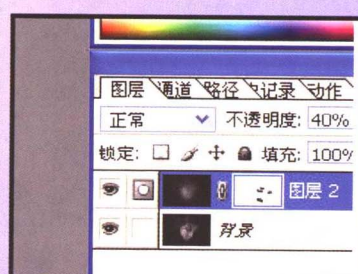 图层 通道 路径 史记录 动作
正常 不透明度: 40%
锁定: 填充: 100%
图层 2
背景